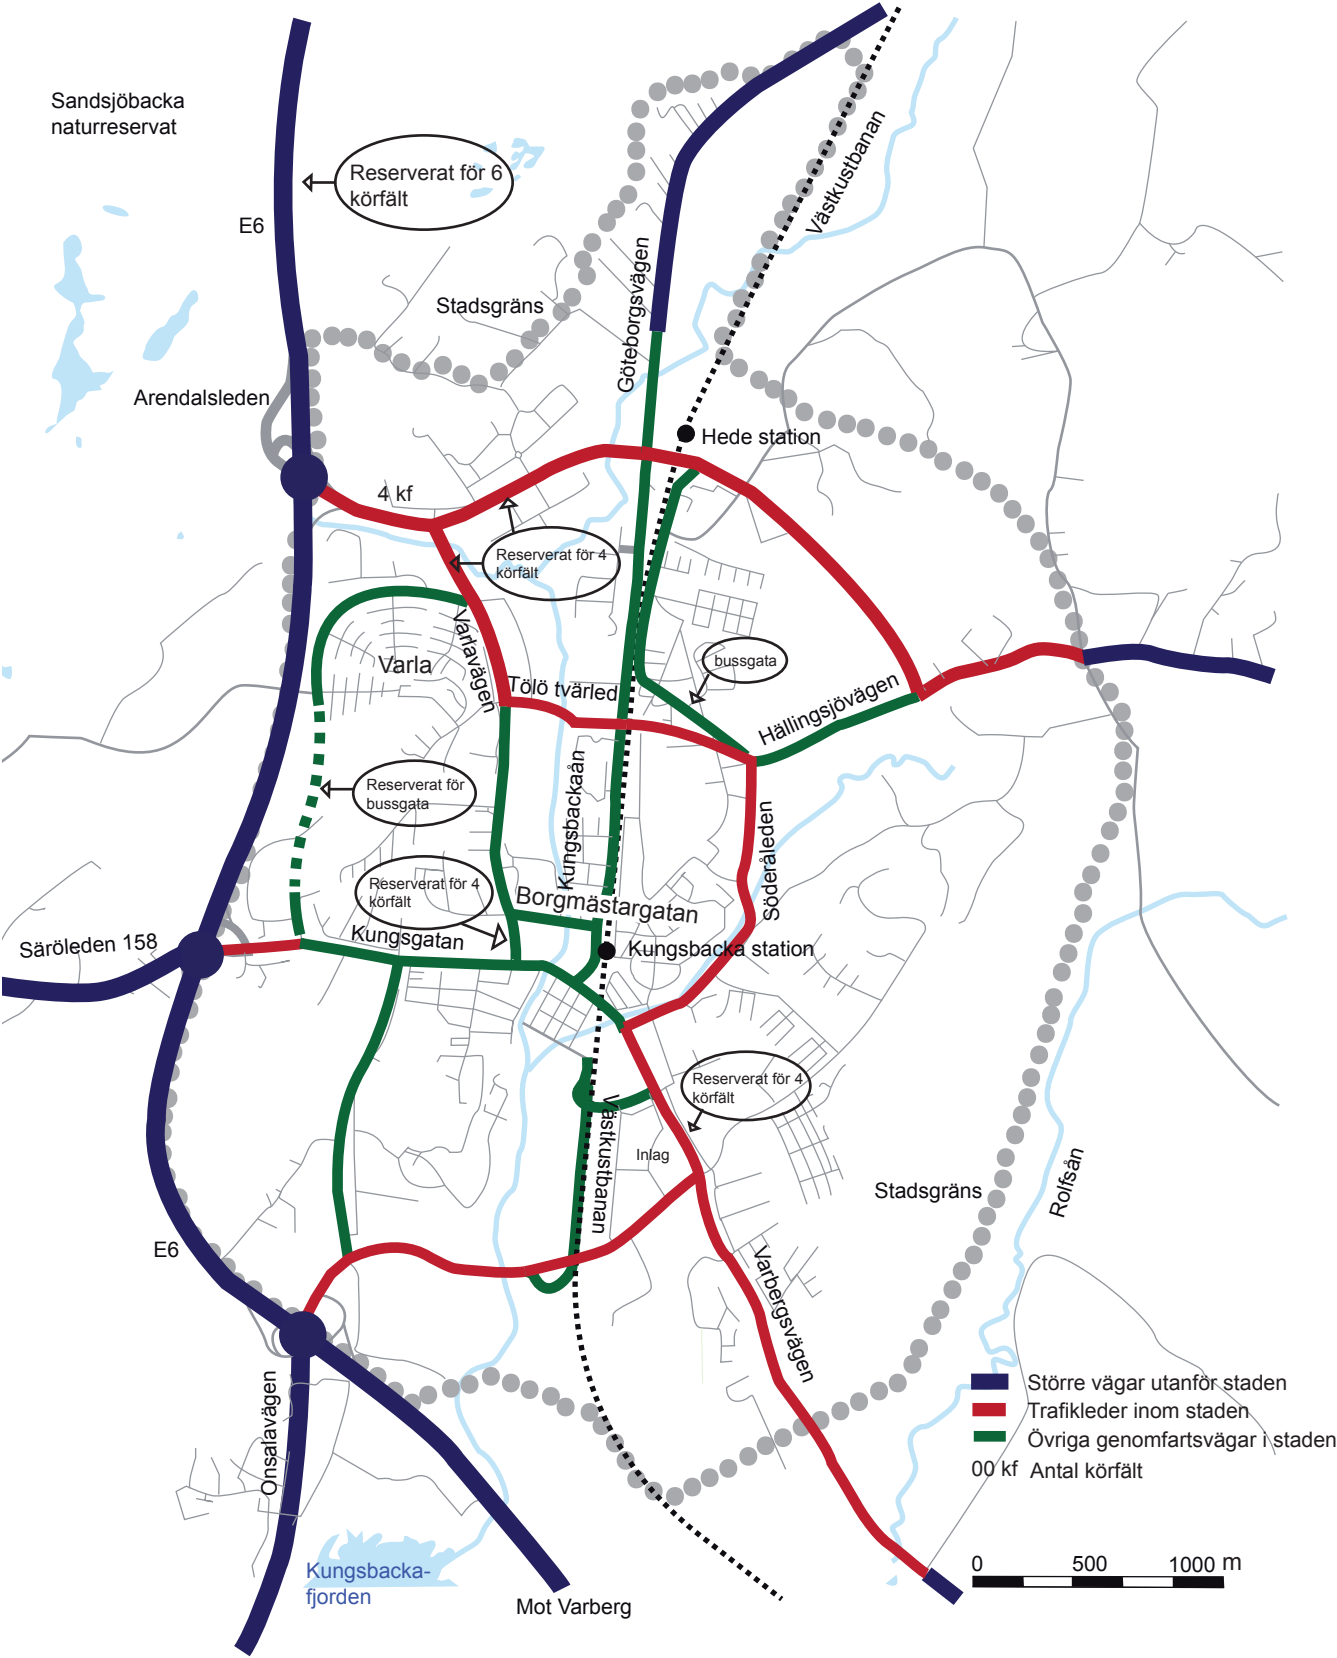 Sandsjöbacka
naturreservat
Reserverat för 6
körfält
E6
Västkustbanan
Göteborgsvägen
Stadsgräns
Arendalsleden
Hede station
4 kf
Reserverat för 4
körfält
Varlavägen
Varla
bussgata
Tölö tvärled
Hällingsjövägen
Reserverat för
bussgata
Kungsbackaån
Söderåleden
Reserverat för 4
körfält
Borgmästargatan
Kungsgatan
Säröleden 158
Kungsbacka station
Reserverat för 4
körfält
Västkustbanan
Inlag
Stadsgräns
Rolfsån
E6
Varbergsvägen
Onsalavägen
Större vägar utanför staden
Trafikleder inom staden
Övriga genomfartsvägar i staden
00 kf Antal körfält
0 500 1000 m
Kungsbacka-
fjorden
Mot Varberg